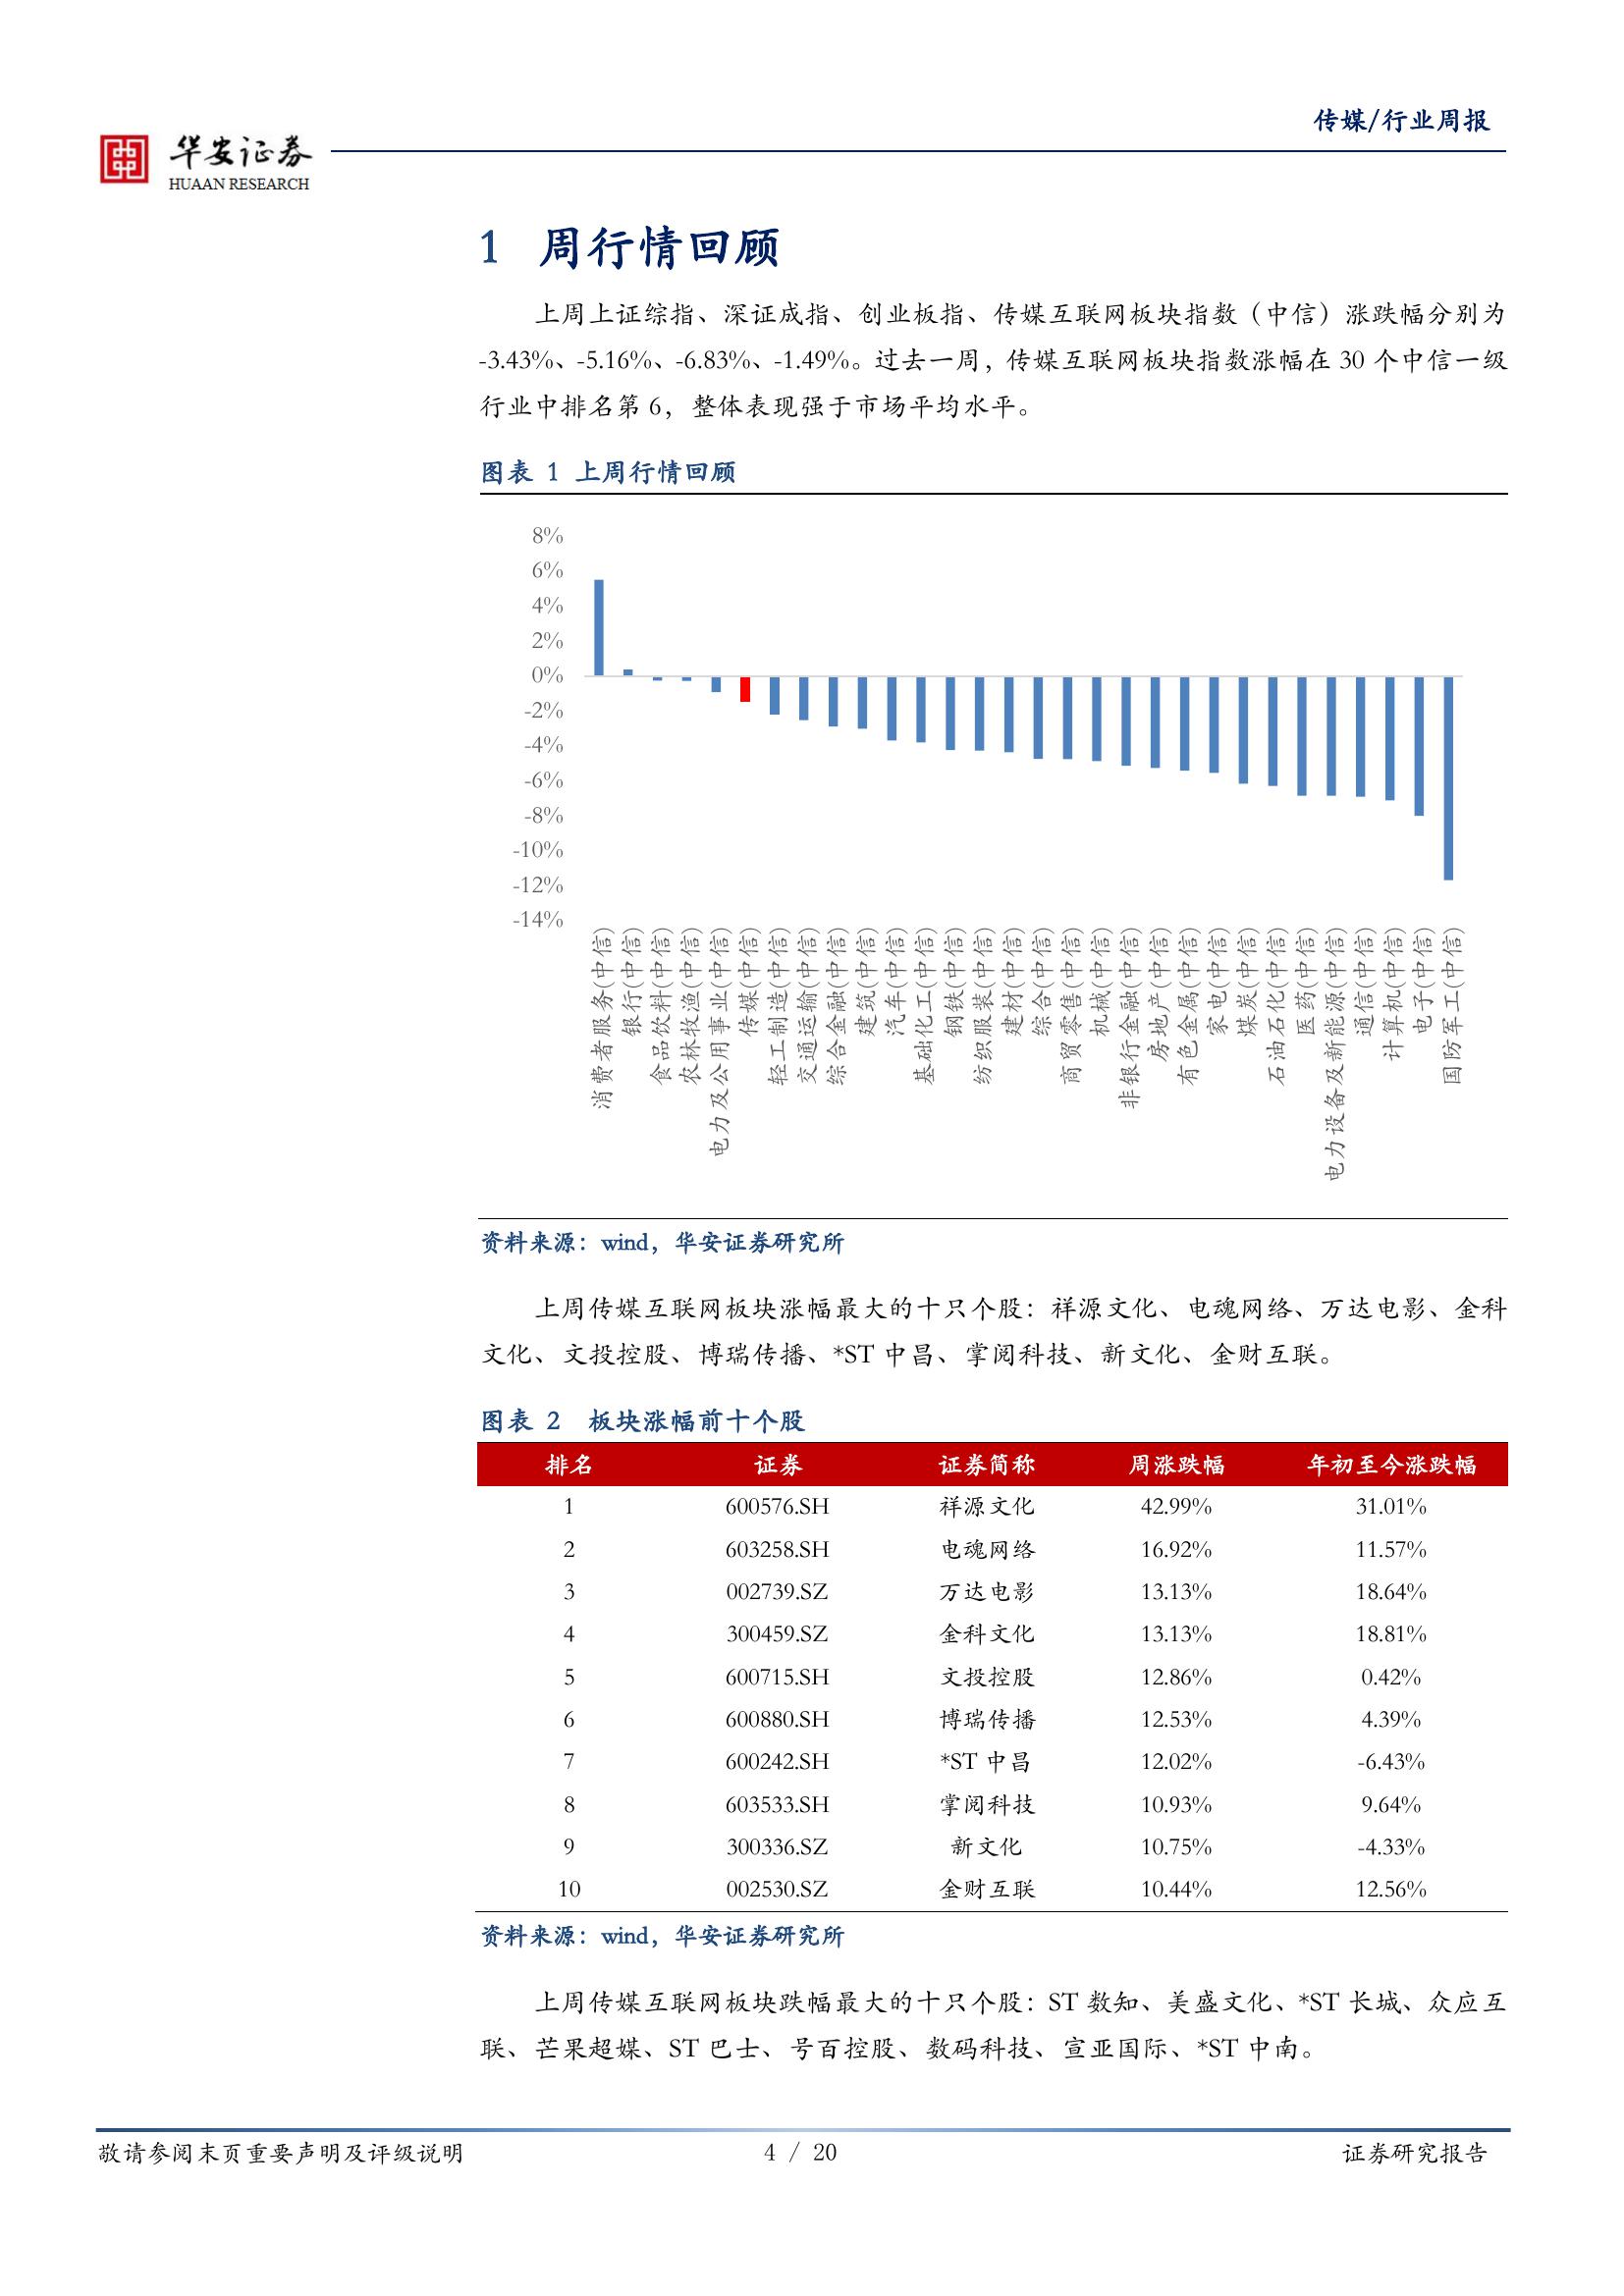 传媒/行业周报
华安证券
HUAAN RESEARCH
1 周行情回顾
上周上证综指、深证成指、创业板指、传媒互联网板块指数（中信）涨跌幅分别为
-3.43%、-5.16%、-6.83%、-1.49%。过去一周，传媒互联网板块指数涨幅在 30 个中信一级
行业中排名第 6，整体表现强于市场平均水平。
图表 1 上周行情回顾
8%
6%
4%
2%
0%
-2%
-4%
-6%
-8%
-10%
-12%
-14%
消费者服务(中信)
银行(中信)
食品饮料(中信)
农林牧渔(中信)
电力及公用事业(中信)
传媒(中信)
轻工制造(中信)
交通运输(中信)
综合金融(中信)
建筑(中信)
汽车(中信)
基础化工(中信)
钢铁(中信)
纺织服装(中信)
建材(中信)
综合(中信)
商贸零售(中信)
机械(中信)
非银行金融(中信)
房地产(中信)
有色金属(中信)
家电(中信)
煤炭(中信)
石油石化(中信)
医药(中信)
电力设备及新能源(中信)
通信(中信)
计算机(中信)
电子(中信)
国防军工(中信)
资料来源：wind，华安证券研究所
上周传媒互联网板块涨幅最大的十只个股：祥源文化、电魂网络、万达电影、金科
文化、文投控股、博瑞传播、*ST 中昌、掌阅科技、新文化、金财互联。
图表 2 板块涨幅前十个股
排名 证券 证券简称 周涨跌幅 年初至今涨跌幅
1 600576.SH 祥源文化 42.99% 31.01%
2 603258.SH 电魂网络 16.92% 11.57%
3 002739.SZ 万达电影 13.13% 18.64%
4 300459.SZ 金科文化 13.13% 18.81%
5 600715.SH 文投控股 12.86% 0.42%
6 600880.SH 博瑞传播 12.53% 4.39%
7 600242.SH *ST 中昌 12.02% -6.43%
8 603533.SH 掌阅科技 10.93% 9.64%
9 300336.SZ 新文化 10.75% -4.33%
10 002530.SZ 金财互联 10.44% 12.56%
资料来源：wind，华安证券研究所
上周传媒互联网板块跌幅最大的十只个股：ST 数知、美盛文化、*ST 长城、众应互
联、芒果超媒、ST 巴士、号百控股、数码科技、宣亚国际、*ST 中南。
敬请参阅末页重要声明及评级说明 4 / 20 证券研究报告